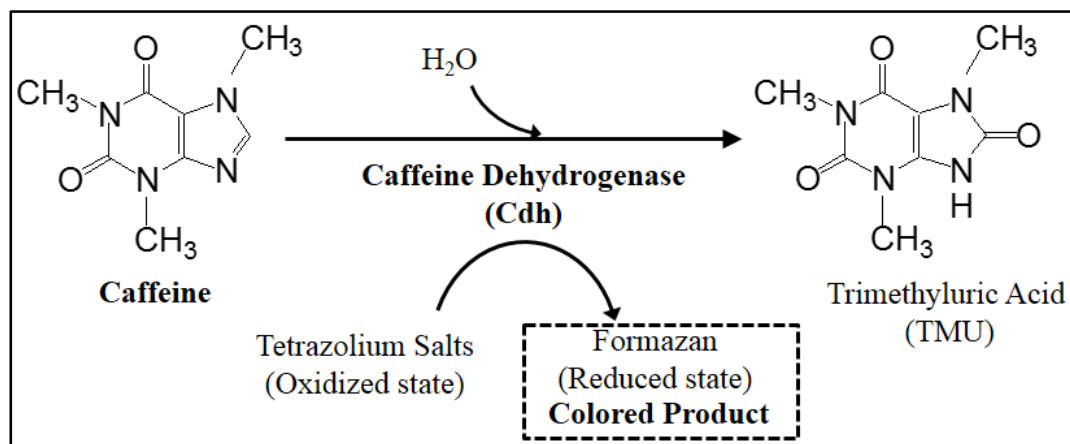 CH₃
O
CH₃
N
N
O
N
N
CH₃
Caffeine
H₂O
Caffeine Dehydrogenase
(Cdh)
Tetrazolium Salts
(Oxidized state)
Formazan
(Reduced state)
Colored Product
O
CH₃
CH₃
N
N
O
O
N
N
H
CH₃
Trimethyluric Acid
(TMU)